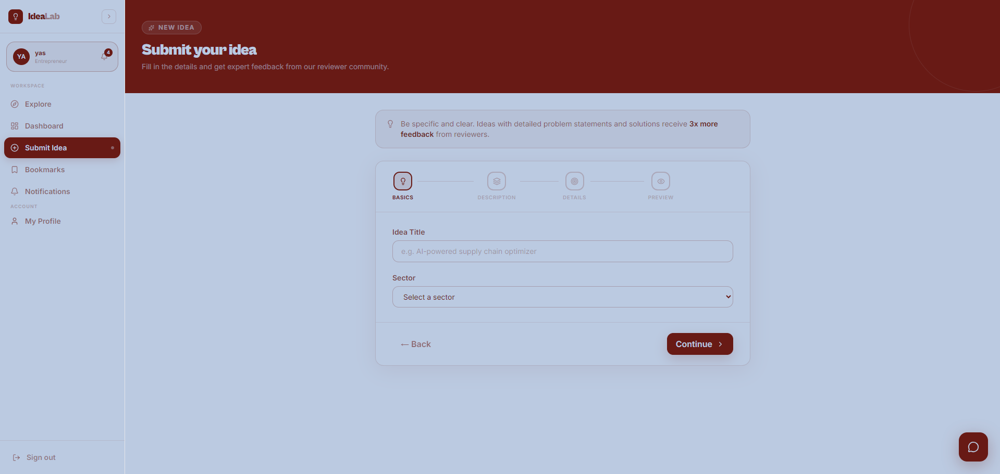 IdeaLab
YA
yas
Entrepreneur
4
WORKSPACE
Explore
Dashboard
Submit Idea
Bookmarks
Notifications
ACCOUNT
My Profile
Sign out
NEW IDEA
Submit your idea
Fill in the details and get expert feedback from our reviewer community.
Be specific and clear. Ideas with detailed problem statements and solutions receive 3x more
feedback from reviewers.
BASICS
DESCRIPTION
DETAILS
PREVIEW
Idea Title
e.g. AI-powered supply chain optimizer
Sector
Select a sector
← Back
Continue